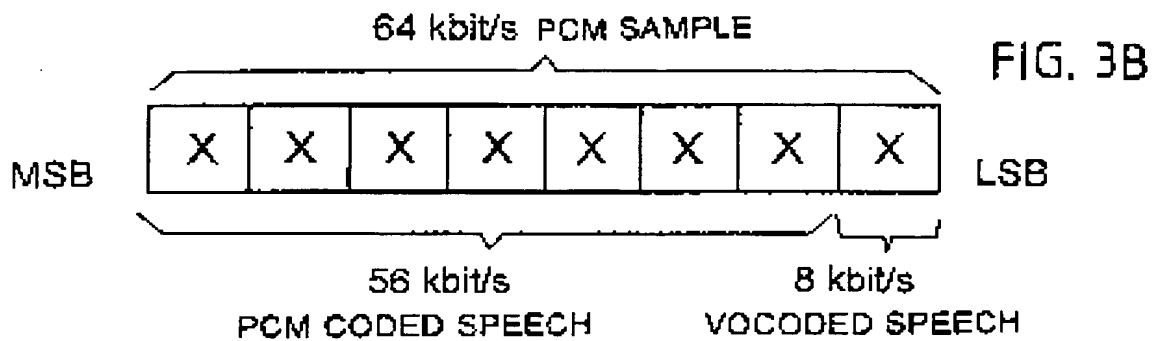 64 kbit/s PCM SAMPLE
FIG. 3B
MSB
X X X X X X X X
LSB
56 kbit/s
PCM CODED SPEECH
8 kbit/s
VOCODED SPEECH